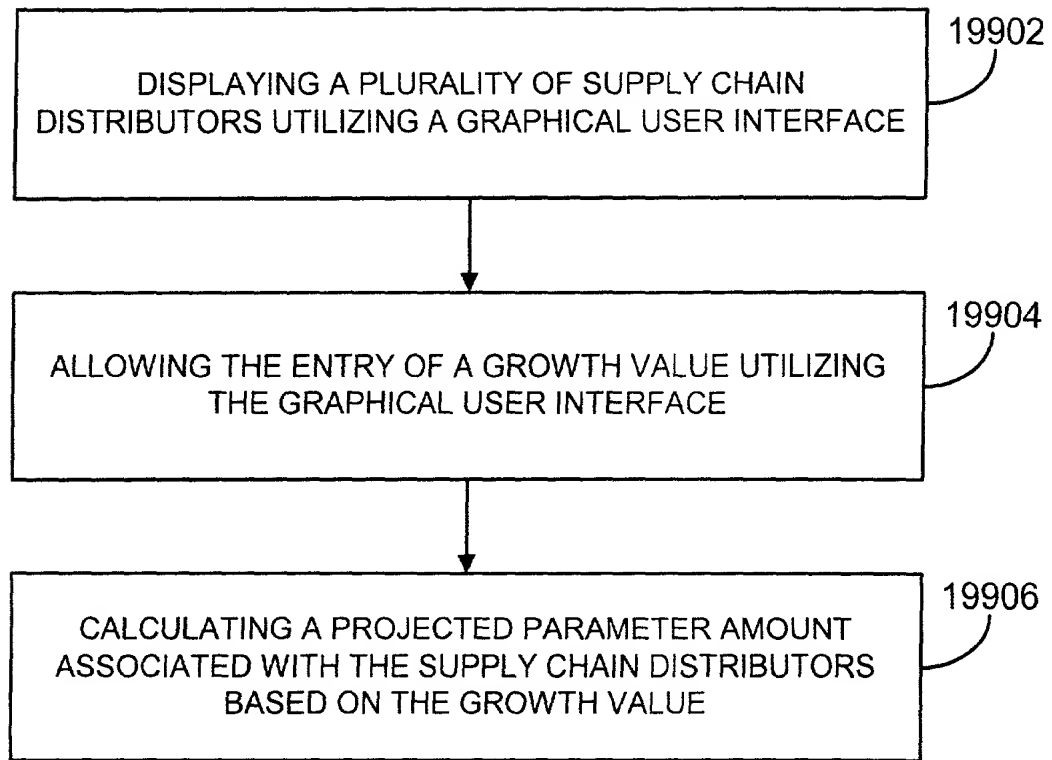 19902
DISPLAYING A PLURALITY OF SUPPLY CHAIN
DISTRIBUTORS UTILIZING A GRAPHICAL USER INTERFACE
19904
ALLOWING THE ENTRY OF A GROWTH VALUE UTILIZING
THE GRAPHICAL USER INTERFACE
19906
CALCULATING A PROJECTED PARAMETER AMOUNT
ASSOCIATED WITH THE SUPPLY CHAIN DISTRIBUTORS
BASED ON THE GROWTH VALUE